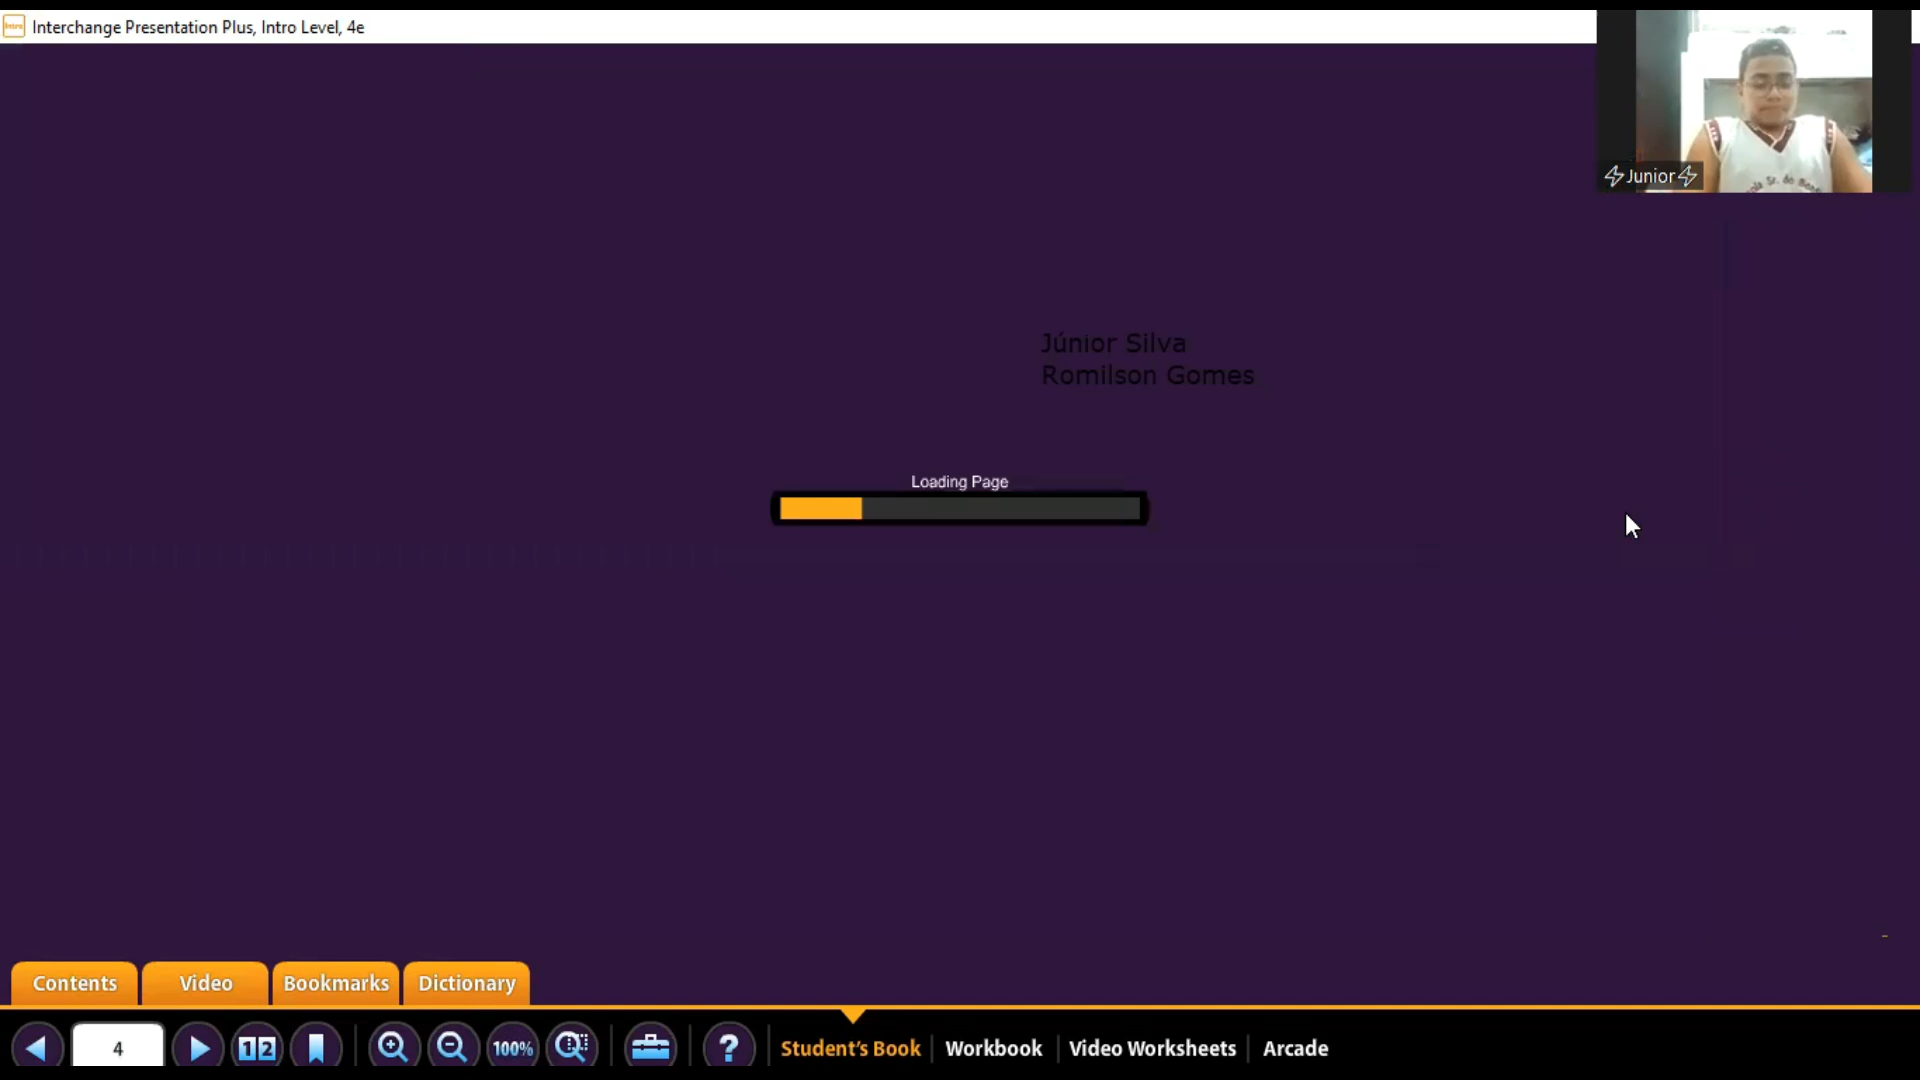 Interchange Presentation Plus, Intro Level, 4e
Junior
Júnior Silva
Romilson Gomes
Loading Page
Contents
Video
Bookmarks
Dictionary
4
12
100%
?
Student's Book
Workbook
Video Worksheets
Arcade